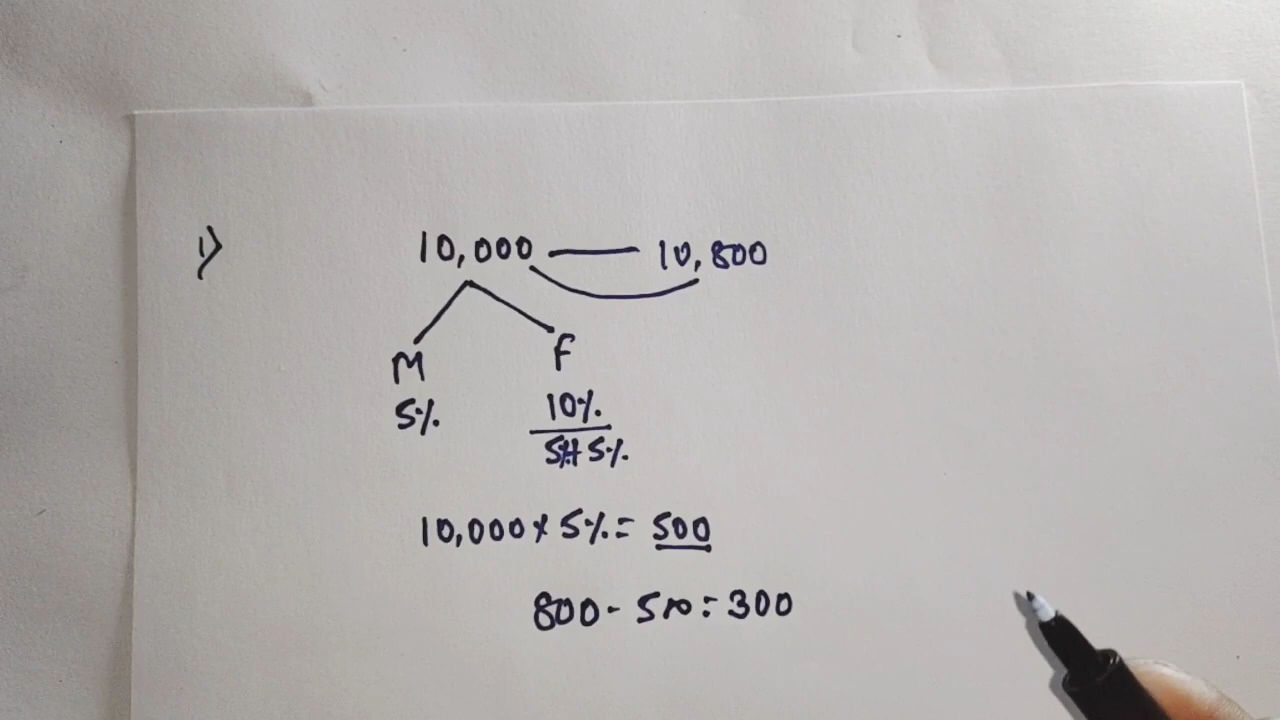 1) 10,000 — 10,800
M F
5% 10%
5+5%
10,000 x 5% = 500
800 - 500 = 300